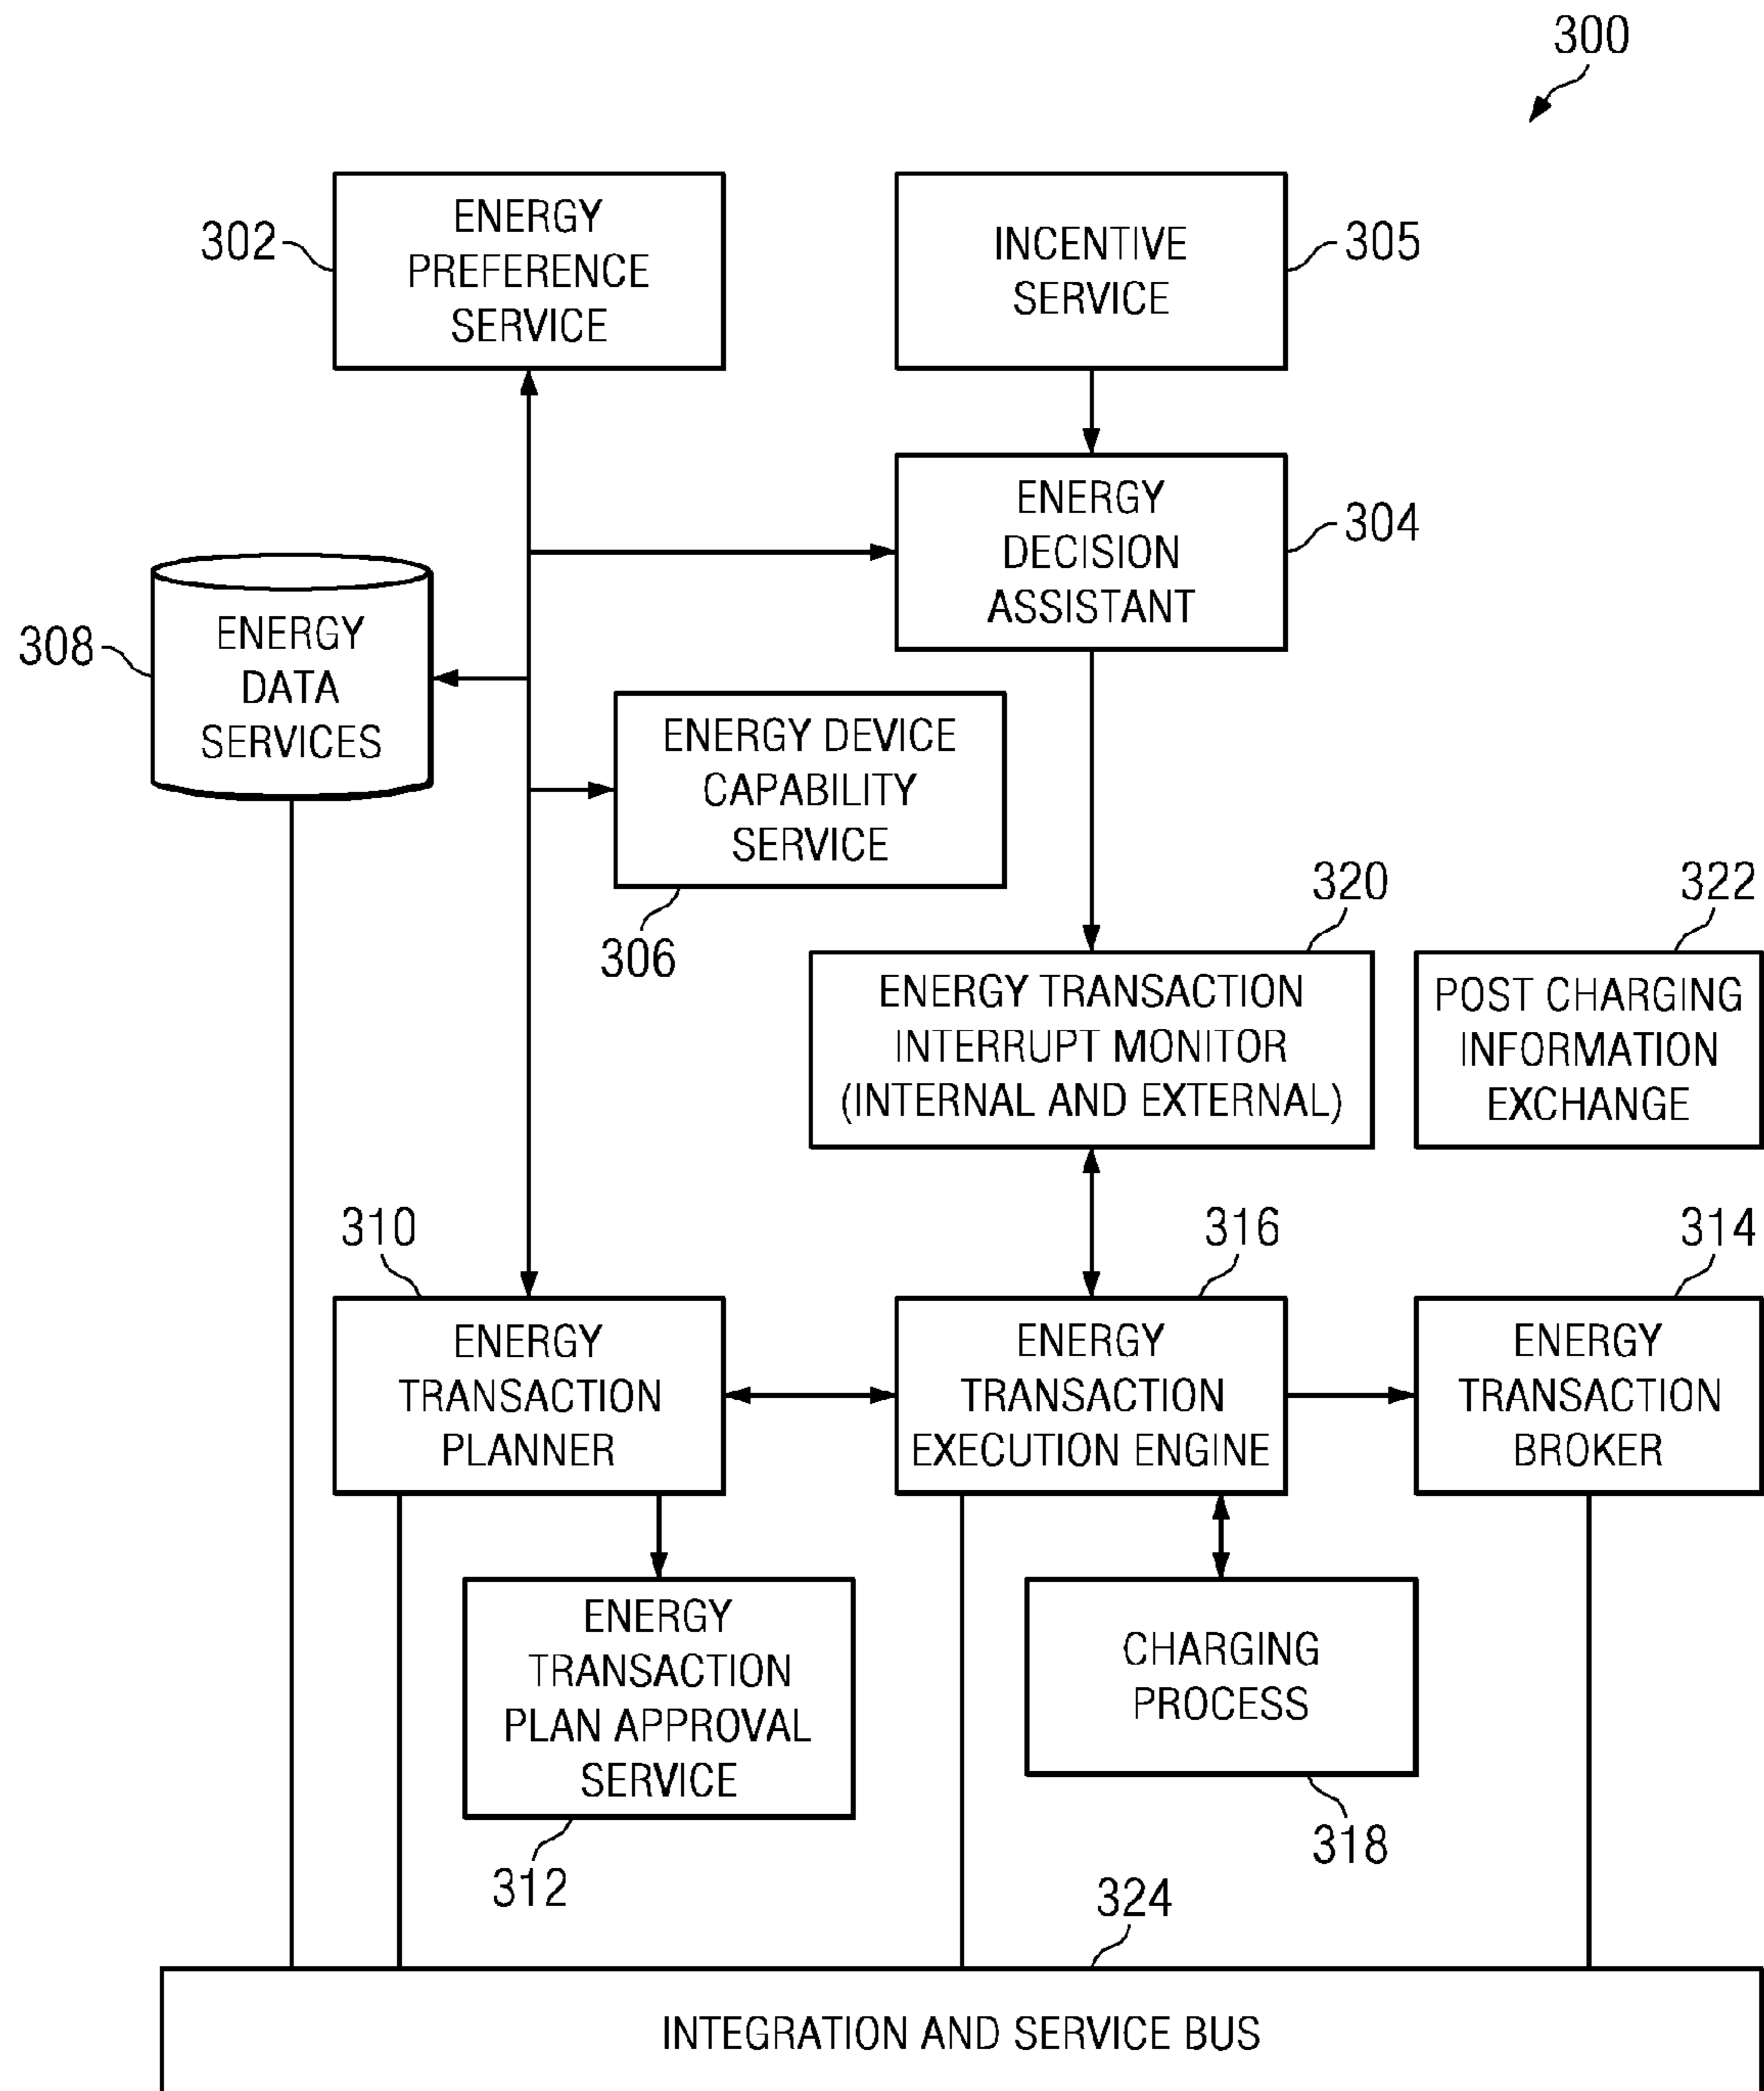 300
302
ENERGY
PREFERENCE
SERVICE
INCENTIVE
SERVICE
305
ENERGY
DECISION
ASSISTANT
304
308
ENERGY
DATA
SERVICES
ENERGY DEVICE
CAPABILITY
SERVICE
306
320
ENERGY TRANSACTION
INTERRUPT MONITOR
(INTERNAL AND EXTERNAL)
322
POST CHARGING
INFORMATION
EXCHANGE
310
ENERGY
TRANSACTION
PLANNER
316
ENERGY
TRANSACTION
EXECUTION ENGINE
314
ENERGY
TRANSACTION
BROKER
ENERGY
TRANSACTION
PLAN APPROVAL
SERVICE
312
CHARGING
PROCESS
318
324
INTEGRATION AND SERVICE BUS